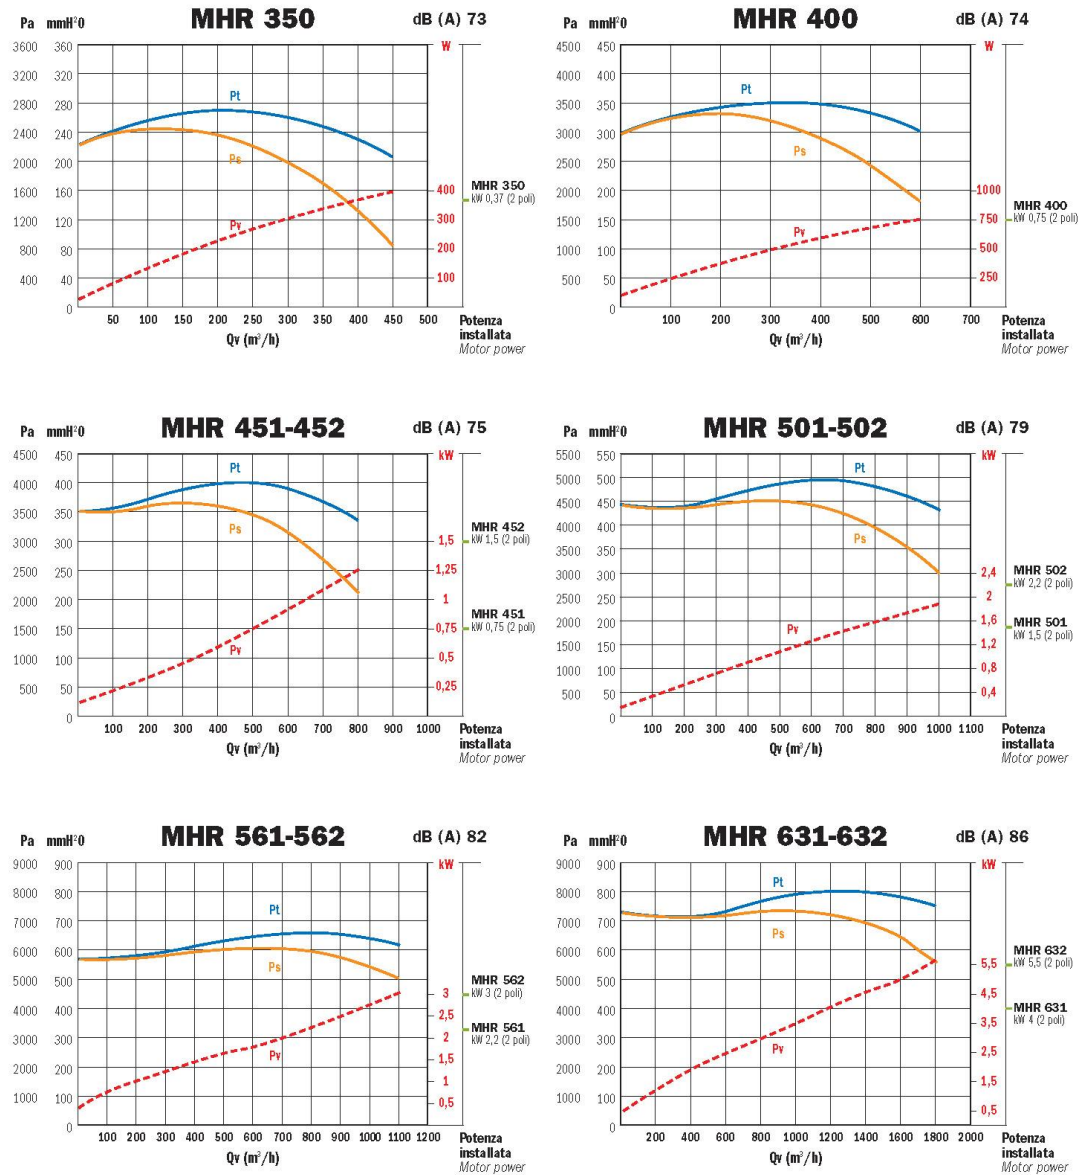 MHR 350
dB (A) 73
Pa mmH²0
W
3600 360
3200 320
2800 280
2400 240
2000 200
1600 160
1200 120
800 80
400 40
0
Pt
Ps
Pv
400
300
200
100
MHR 350
kW 0,37 (2 poli)
50 100 150 200 250 300 350 400 450 500
Qv (m³/h)
Potenza
installata
Motor power
MHR 400
dB (A) 74
Pa mmH²0
W
4500 450
4000 400
3500 350
3000 300
2500 250
2000 200
1500 150
1000 100
500 50
0
Pt
Ps
Pv
1000
750
500
250
MHR 400
kW 0,75 (2 poli)
100 200 300 400 500 600 700
Qv (m³/h)
Potenza
installata
Motor power
MHR 451-452
dB (A) 75
Pa mmH²0
kW
4500 450
4000 400
3500 350
3000 300
2500 250
2000 200
1500 150
1000 100
500 50
0
Pt
Ps
Pv
1,5
1,25
1
0,75
0,5
0,25
MHR 452
kW 1,5 (2 poli)
MHR 451
kW 0,75 (2 poli)
100 200 300 400 500 600 700 800 900 1000
Qv (m³/h)
Potenza
installata
Motor power
MHR 501-502
dB (A) 79
Pa mmH²0
kW
5500 550
5000 500
4500 450
4000 400
3500 350
3000 300
2500 250
2000 200
1500 150
1000 100
500 50
0
Pt
Ps
Pv
2,4
2
1,6
1,2
0,8
0,4
MHR 502
kW 2,2 (2 poli)
MHR 501
kW 1,5 (2 poli)
100 200 300 400 500 600 700 800 900 1000 1100
Qv (m³/h)
Potenza
installata
Motor power
MHR 561-562
dB (A) 82
Pa mmH²0
kW
9000 900
8000 800
7000 700
6000 600
5000 500
4000 400
3000 300
2000 200
1000 100
0
Pt
Ps
Pv
3
2,5
2
1,5
1
0,5
MHR 562
kW 3 (2 poli)
MHR 561
kW 2,2 (2 poli)
100 200 300 400 500 600 700 800 900 1000 1100 1200
Qv (m³/h)
Potenza
installata
Motor power
MHR 631-632
dB (A) 86
Pa mmH²0
kW
9000 900
8000 800
7000 700
6000 600
5000 500
4000 400
3000 300
2000 200
1000 100
0
Pt
Ps
Pv
5,5
4,5
3,5
2,5
1,5
0,5
MHR 632
kW 5,5 (2 poli)
MHR 631
kW 4 (2 poli)
200 400 600 800 1000 1200 1400 1600 1800 2000
Qv (m³/h)
Potenza
installata
Motor power